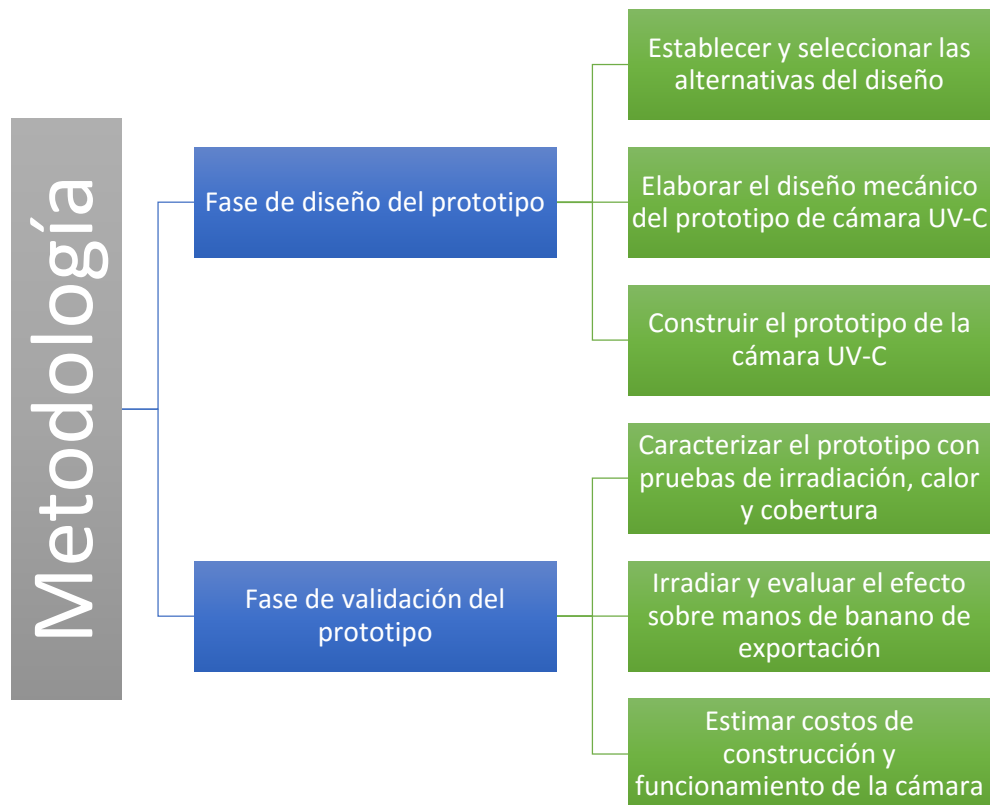 Metodología
Fase de diseño del prototipo
Establecer y seleccionar las
alternativas del diseño
Elaborar el diseño mecánico
del prototipo de cámara UV-C
Construir el prototipo de la
cámara UV-C
Fase de validación del
prototipo
Caracterizar el prototipo con
pruebas de irradiación, calor
y cobertura
Irradiar y evaluar el efecto
sobre manos de banano de
exportación
Estimar costos de
construcción y
funcionamiento de la cámara